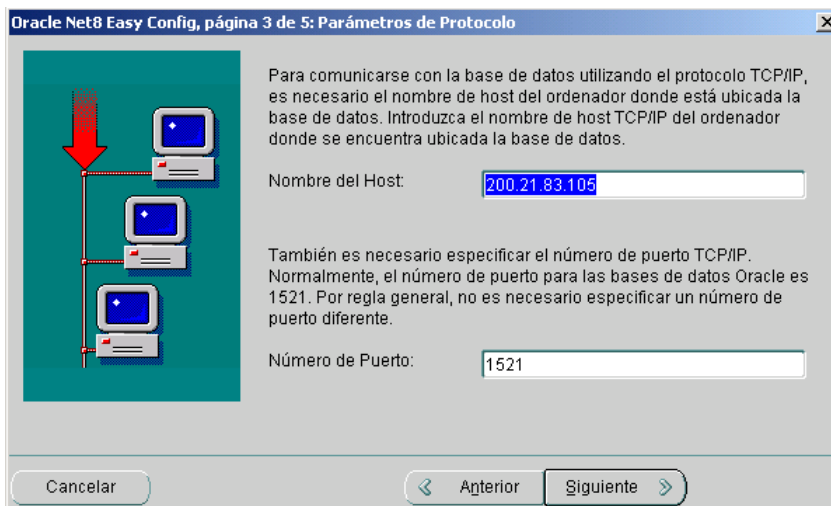 Oracle Net8 Easy Config, página 3 de 5: Parámetros de Protocolo
Para comunicarse con la base de datos utilizando el protocolo TCP/IP,
es necesario el nombre de host del ordenador donde está ubicada la
base de datos. Introduzca el nombre de host TCP/IP del ordenador
donde se encuentra ubicada la base de datos.
Nombre del Host:
200.21.83.105
También es necesario especificar el número de puerto TCP/IP.
Normalmente, el número de puerto para las bases de datos Oracle es
1521. Por regla general, no es necesario especificar un número de
puerto diferente.
Número de Puerto:
1521
Cancelar
Anterior
Siguiente